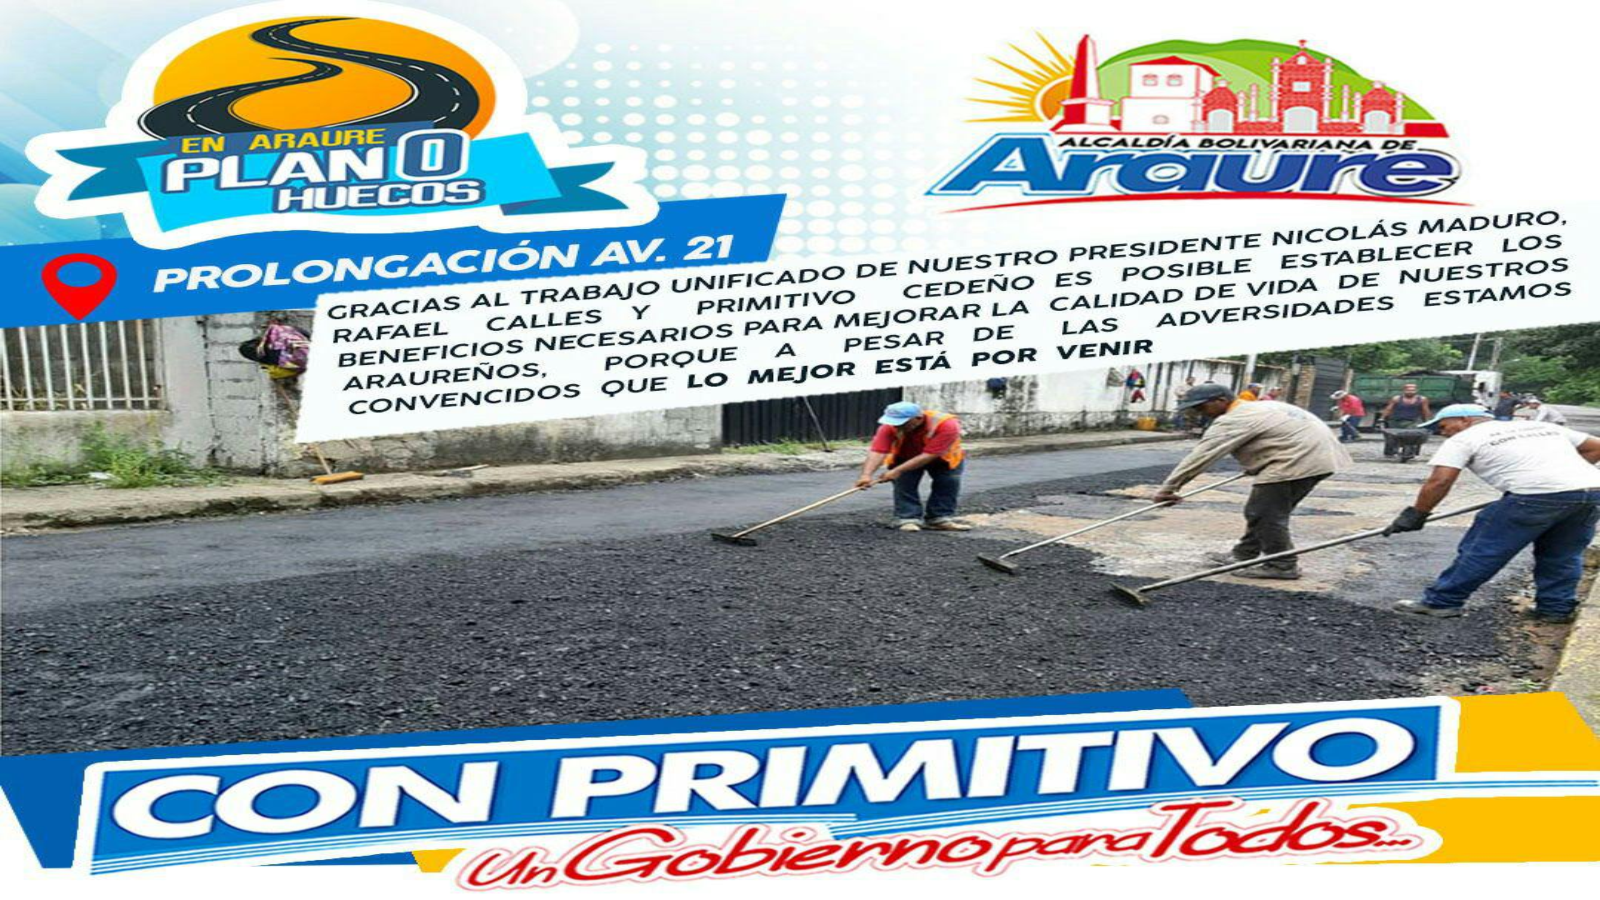 EN ARAURE
PLAN 0
HUECOS
ALCALDÍA BOLIVARIANA DE
Araure
PROLONGACIÓN AV. 21
GRACIAS AL TRABAJO UNIFICADO DE NUESTRO PRESIDENTE NICOLÁS MADURO,
RAFAEL CALLES Y PRIMITIVO CEDEÑO ES POSIBLE ESTABLECER LOS
BENEFICIOS NECESARIOS PARA MEJORAR LA CALIDAD DE VIDA DE NUESTROS
ARAUREÑOS, PORQUE A PESAR DE LAS ADVERSIDADES ESTAMOS
CONVENCIDOS QUE LO MEJOR ESTÁ POR VENIR
CON PRIMITIVO
Un Gobierno para Todos...